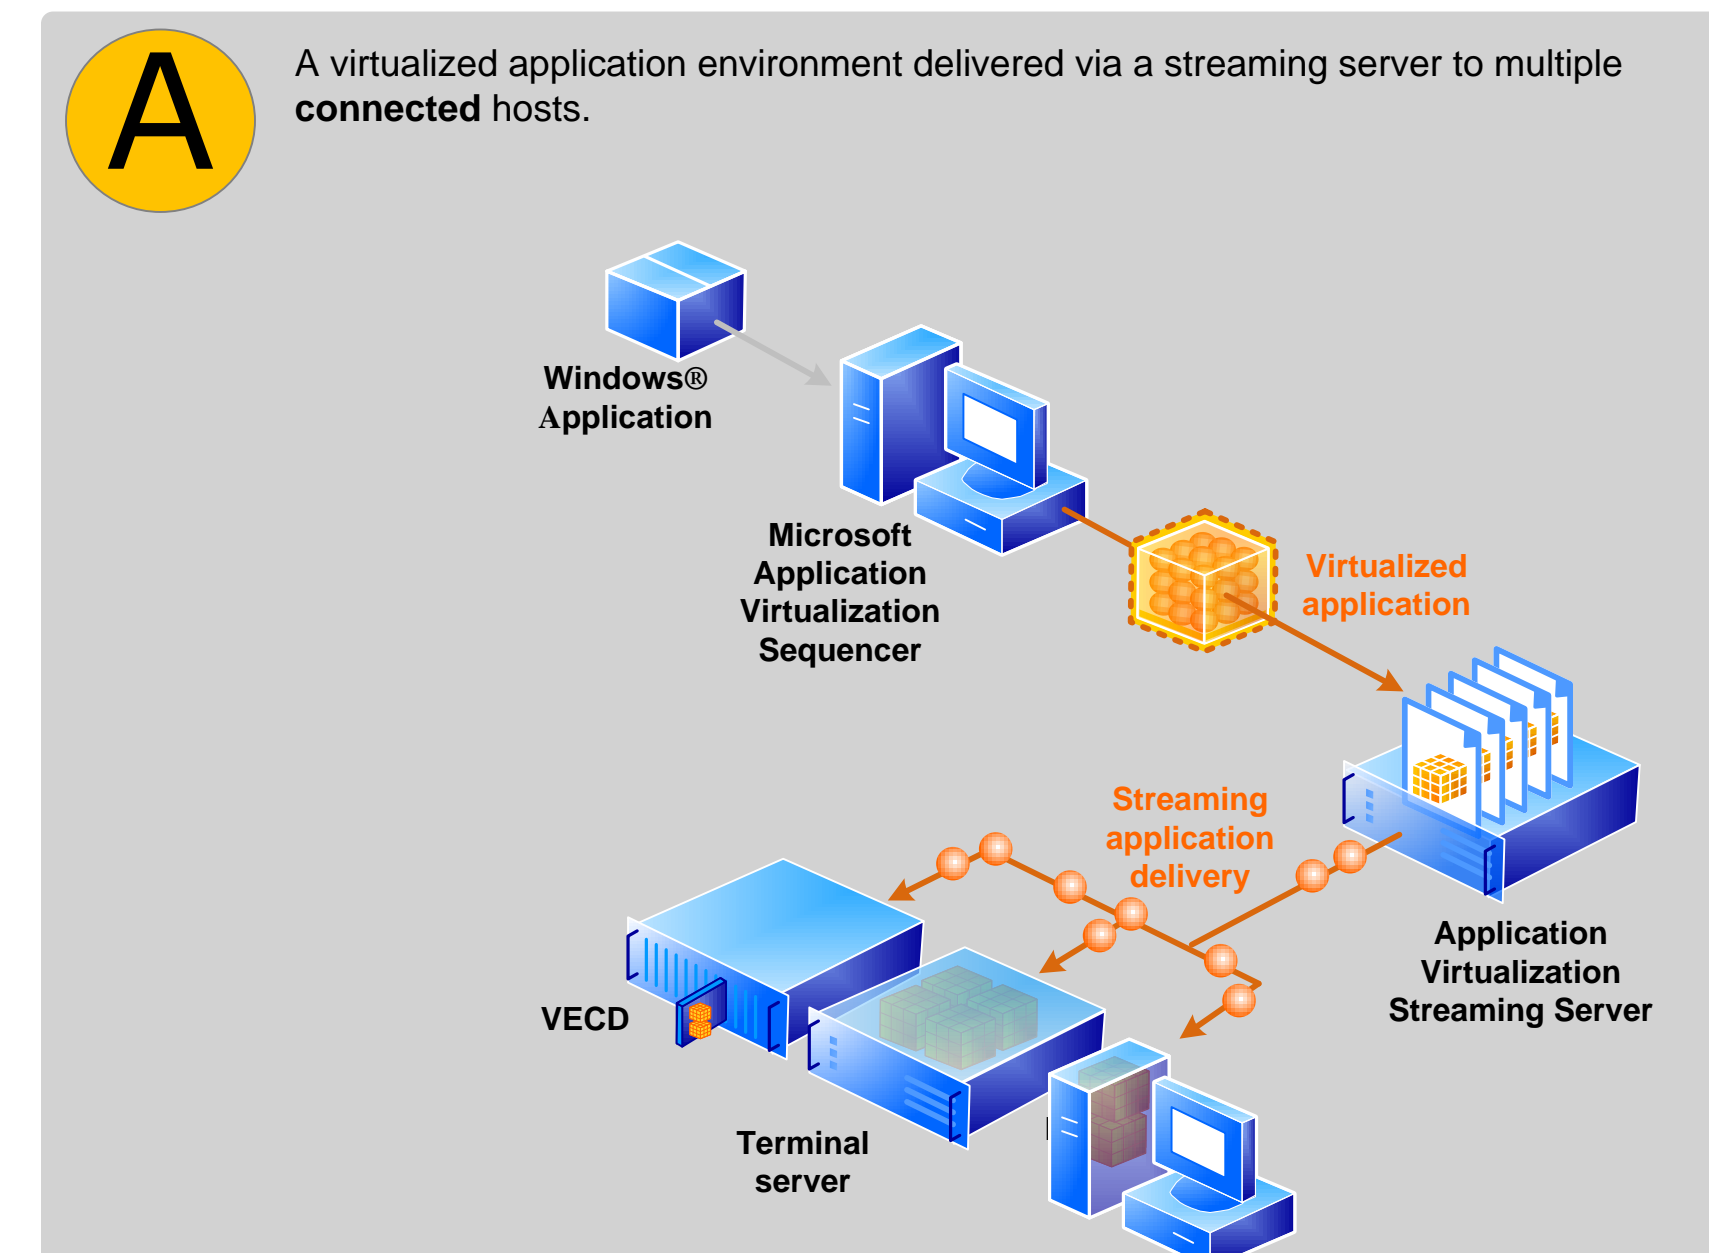 A
A virtualized application environment delivered via a streaming server to multiple
connected hosts.
Windows®
Application
Microsoft
Application
Virtualization
Sequencer
Virtualized
application
Streaming
application
delivery
Application
Virtualization
Streaming Server
VECD
Terminal
server